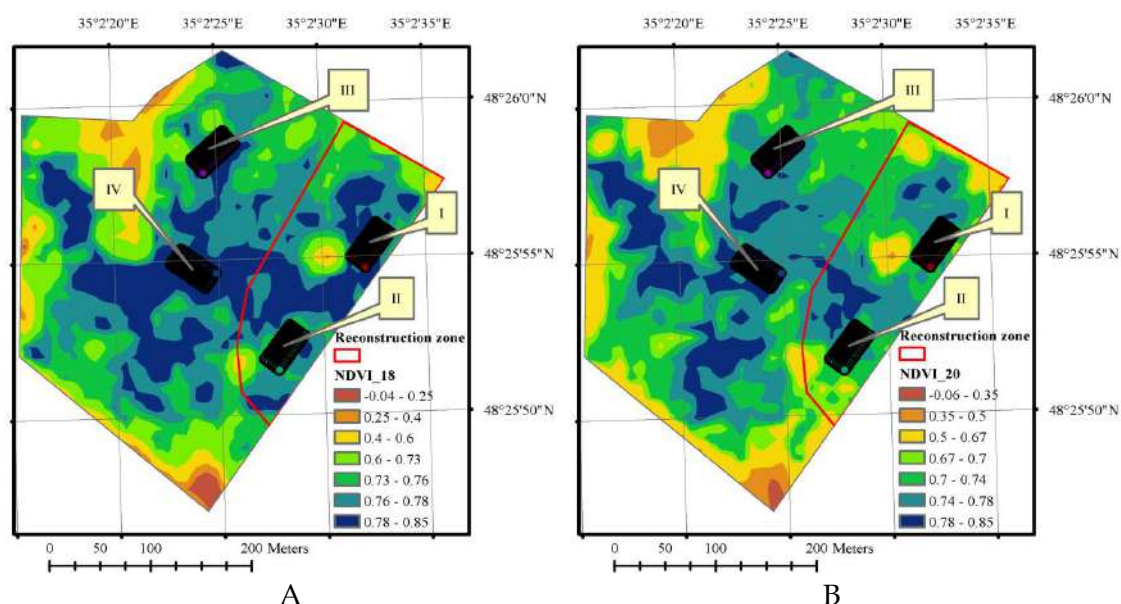 35°2'20"E 35°2'25"E 35°2'30"E 35°2'35"E
48°26'0"N
48°25'55"N
48°25'50"N
III
IV
I
II
Reconstruction zone
NDVI_18
-0.04 - 0.25
0.25 - 0.4
0.4 - 0.6
0.6 - 0.73
0.73 - 0.76
0.76 - 0.78
0.78 - 0.85
0 50 100 200 Meters
A
35°2'20"E 35°2'25"E 35°2'30"E 35°2'35"E
48°26'0"N
48°25'55"N
48°25'50"N
III
IV
I
II
Reconstruction zone
NDVI_20
-0.06 - 0.35
0.35 - 0.5
0.5 - 0.67
0.67 - 0.7
0.7 - 0.74
0.74 - 0.78
0.78 - 0.85
0 50 100 200 Meters
B